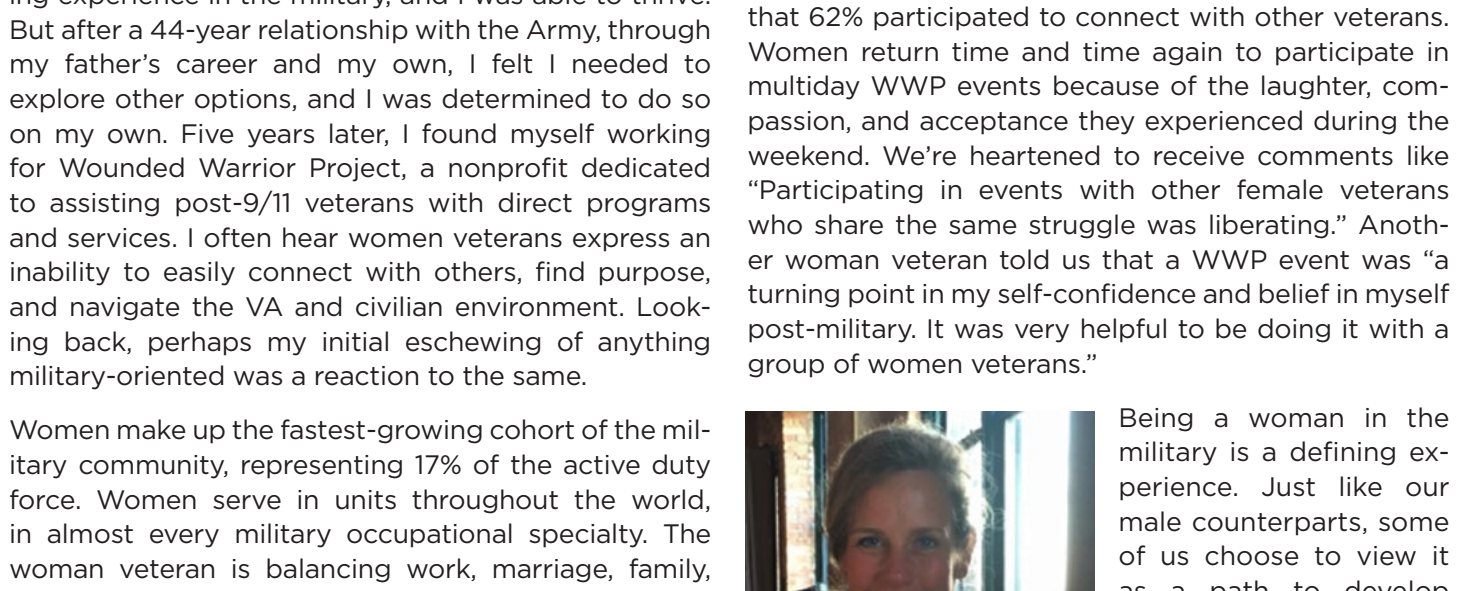 ing experience in the military, and I was able to thrive.
But after a 44-year relationship with the Army, through
my father’s career and my own, I felt I needed to
explore other options, and I was determined to do so
on my own. Five years later, I found myself working
for Wounded Warrior Project, a nonprofit dedicated
to assisting post-9/11 veterans with direct programs
and services. I often hear women veterans express an
inability to easily connect with others, find purpose,
and navigate the VA and civilian environment. Look-
ing back, perhaps my initial eschewing of anything
military-oriented was a reaction to the same.
Women make up the fastest-growing cohort of the mil-
itary community, representing 17% of the active duty
force. Women serve in units throughout the world,
in almost every military occupational specialty. The
woman veteran is balancing work, marriage, family,
that 62% participated to connect with other veterans.
Women return time and time again to participate in
multiday WWP events because of the laughter, com-
passion, and acceptance they experienced during the
weekend. We’re heartened to receive comments like
“Participating in events with other female veterans
who share the same struggle was liberating.” Anoth-
er woman veteran told us that a WWP event was “a
turning point in my self-confidence and belief in myself
post-military. It was very helpful to be doing it with a
group of women veterans.”
Being a woman in the
military is a defining ex-
perience. Just like our
male counterparts, some
of us choose to view it
as a path to develop